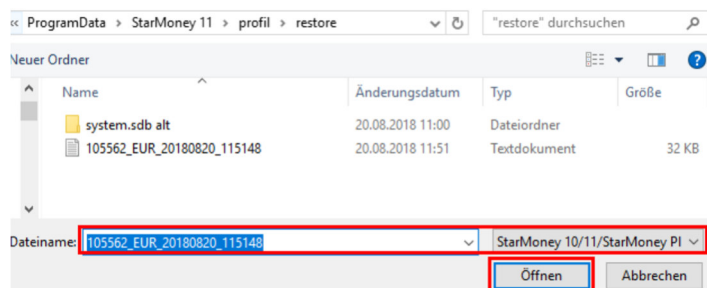 « ProgramData > StarMoney 11 > profil > restore "restore" durchsuchen
Neuer Ordner ?
Name Änderungsdatum Typ Größe
system.sdb alt 20.08.2018 11:00 Dateiordner
105562_EUR_20180820_115148 20.08.2018 11:51 Textdokument 32 KB
Dateiname: 105562_EUR_20180820_115148 StarMoney 10/11/StarMoney Pl
Öffnen Abbrechen